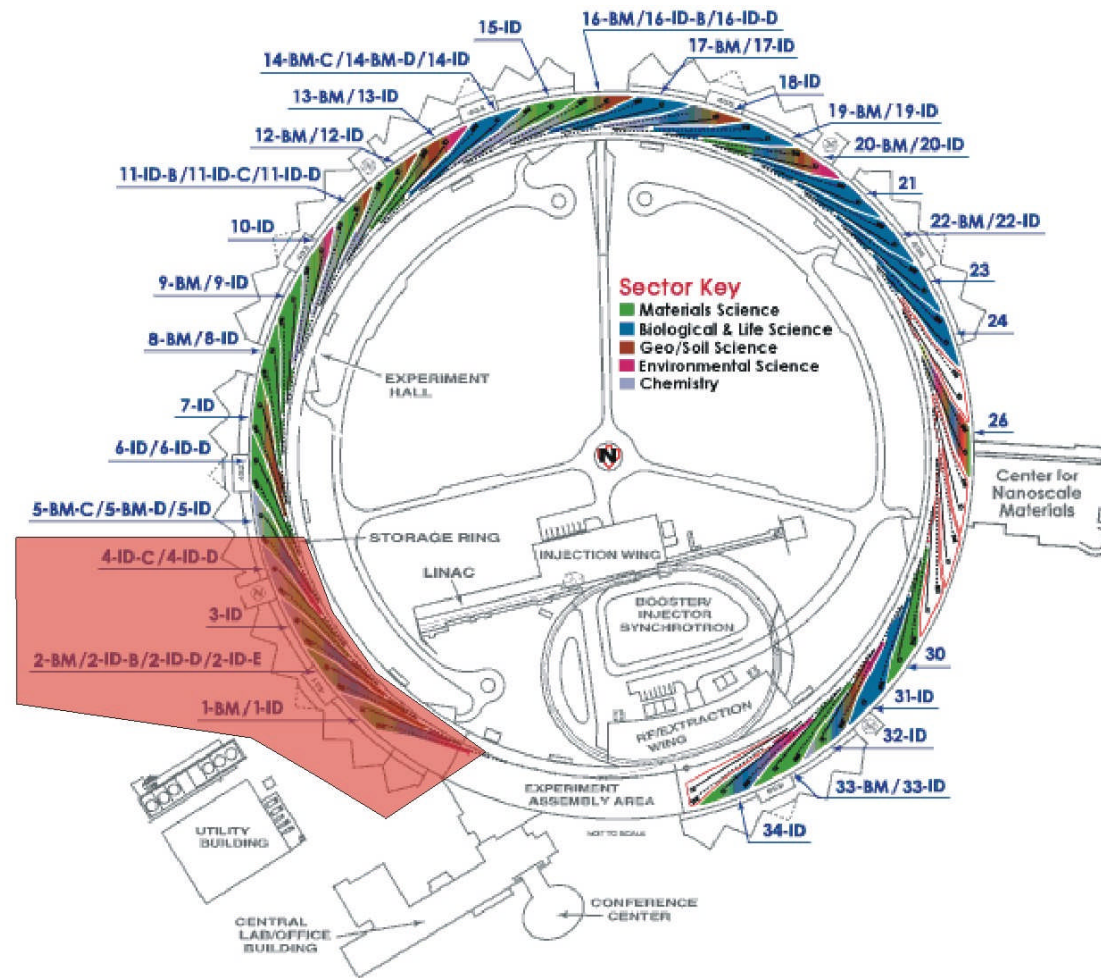 16-BM/16-ID-B/16-ID-D
15-ID
17-BM/17-ID
14-BM-C/14-BM-D/14-ID
18-ID
13-BM/13-ID
19-BM/19-ID
12-BM/12-ID
20-BM/20-ID
11-ID-B/11-ID-C/11-ID-D
21
10-ID
22-BM/22-ID
9-BM/9-ID
23
8-BM/8-ID
24
Sector Key
Materials Science
Biological & Life Science
Geo/Soil Science
Environmental Science
Chemistry
EXPERIMENT
HALL
7-ID
26
6-ID/6-ID-D
N
Center for
Nanoscale
Materials
5-BM-C/5-BM-D/5-ID
STORAGE RING
INJECTION WING
4-ID-C/4-ID-D
LINAC
BOOSTER/
INJECTOR
SYNCHROTRON
3-ID
2-BM/2-ID-B/2-ID-D/2-ID-E
30
1-BM/1-ID
31-ID
RF/EXTRACTION
WING
32-ID
EXPERIMENT
ASSEMBLY AREA
33-BM/33-ID
NOT TO SCALE
34-ID
UTILITY
BUILDING
CONFERENCE
CENTER
CENTRAL
LAB/OFFICE
BUILDING